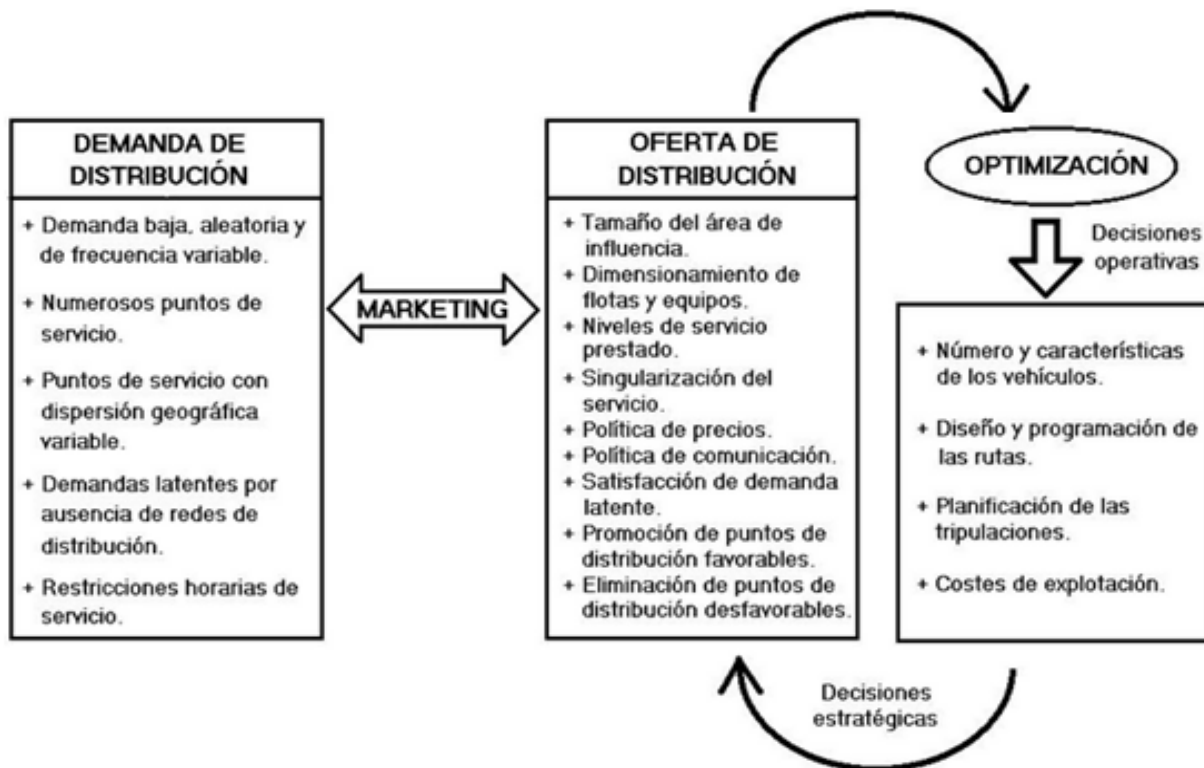 DEMANDA DE
DISTRIBUCIÓN
+ Demanda baja, aleatoria y
de frecuencia variable.
+ Numerosos puntos de
servicio.
+ Puntos de servicio con
dispersión geográfica
variable.
+ Demandas latentes por
ausencia de redes de
distribución.
+ Restricciones horarias de
servicio.
MARKETING
OFERTA DE
DISTRIBUCIÓN
+ Tamaño del área de
influencia.
+ Dimensionamiento de
flotas y equipos.
+ Niveles de servicio
prestado.
+ Singularización del
servicio.
+ Política de precios.
+ Política de comunicación.
+ Satisfacción de demanda
latente.
+ Promoción de puntos de
distribución favorables.
+ Eliminación de puntos de
distribución desfavorables.
OPTIMIZACIÓN
Decisiones
operativas
+ Número y características
de los vehículos.
+ Diseño y programación de
las rutas.
+ Planificación de las
tripulaciones.
+ Costes de explotación.
Decisiones
estratégicas